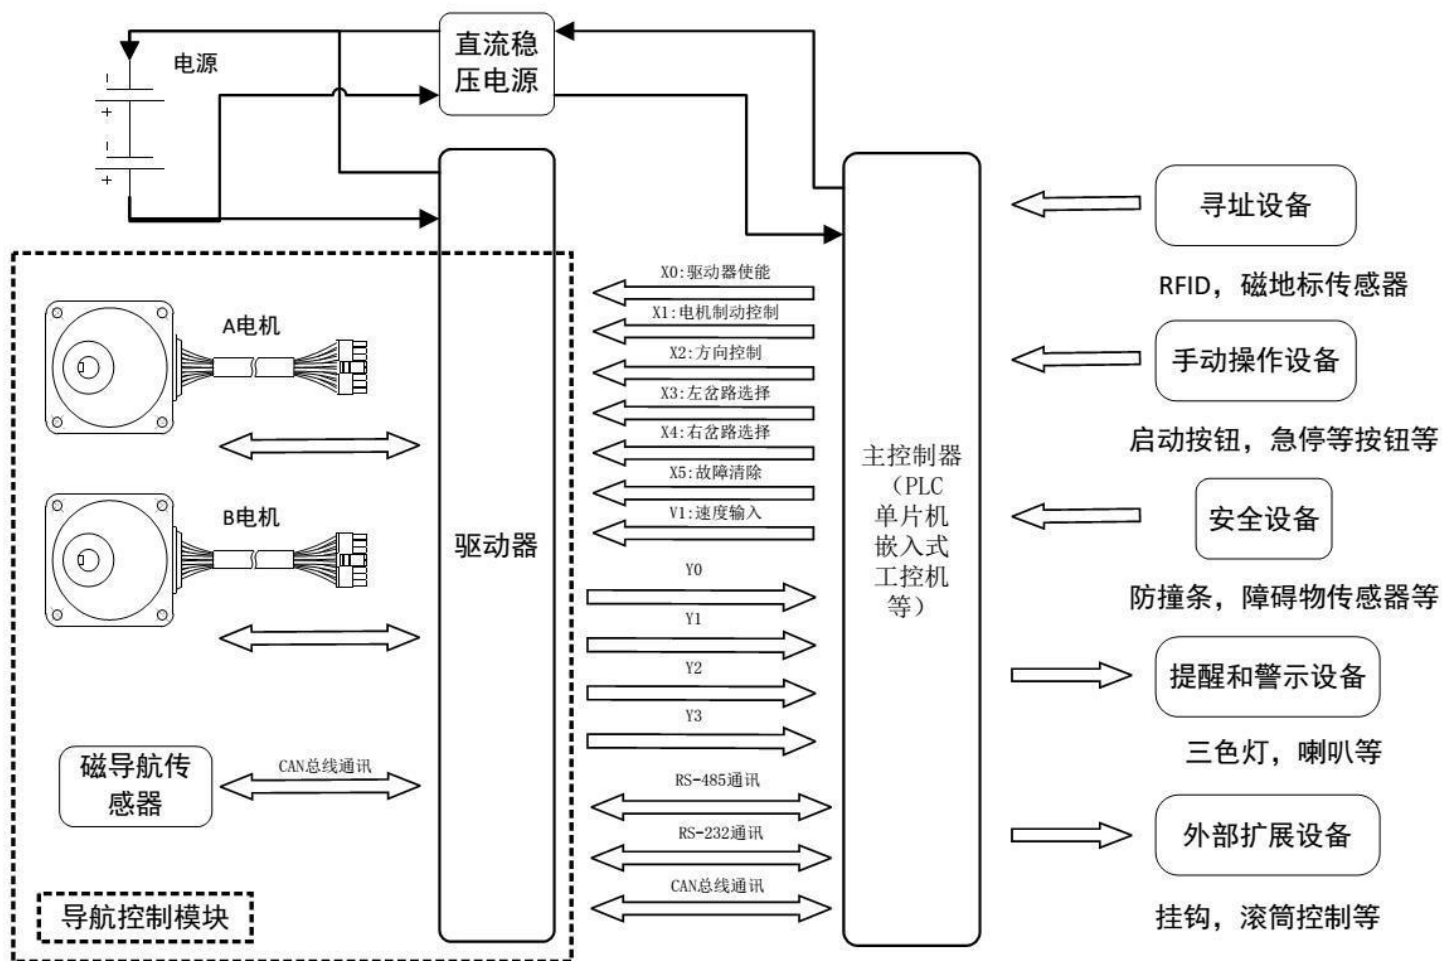 直流稳
压电源
电源
-
+
-
+
驱动器
主控制器
（PLC
单片机
嵌入式
工控机
等）
A电机
B电机
磁导航传
感器
CAN总线通讯
导航控制模块
X0:驱动器使能
X1:电机制动控制
X2:方向控制
X3:左岔路选择
X4:右岔路选择
X5:故障清除
V1:速度输入
Y0
Y1
Y2
Y3
RS-485通讯
RS-232通讯
CAN总线通讯
寻址设备
RFID，磁地标传感器
手动操作设备
启动按钮，急停等按钮等
安全设备
防撞条，障碍物传感器等
提醒和警示设备
三色灯，喇叭等
外部扩展设备
挂钩，滚筒控制等